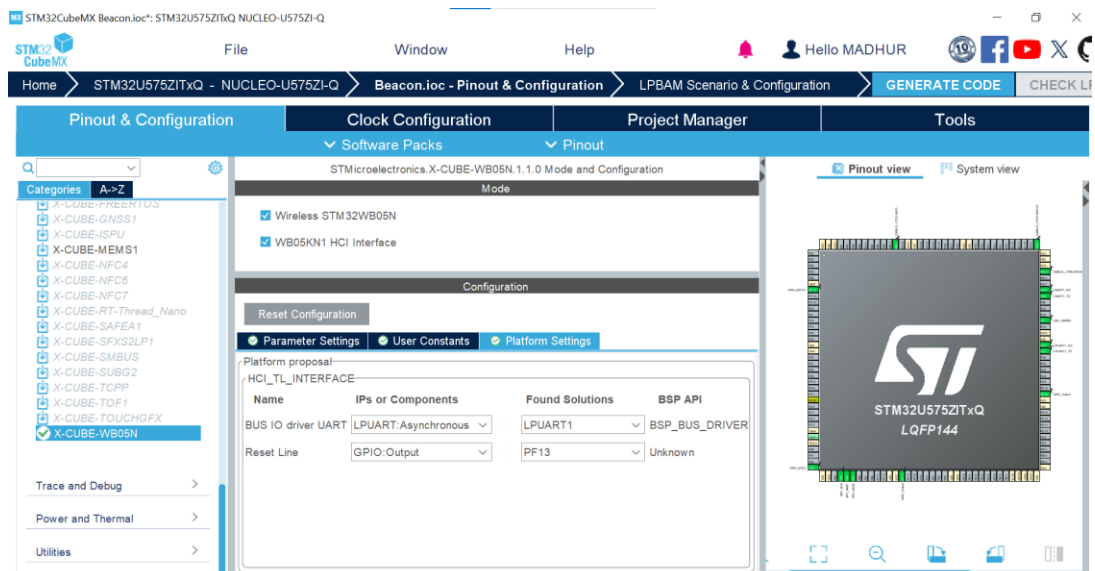 MX STM32CubeMX Beacon.ioc*: STM32U575ZITxQ NUCLEO-U575ZI-Q
STM32 CubeMX
File Window Help Hello MADHUR
Home STM32U575ZITxQ - NUCLEO-U575ZI-Q Beacon.ioc - Pinout & Configuration LPBAM Scenario & Configuration GENERATE CODE CHECK
Pinout & Configuration Clock Configuration Project Manager Tools
Software Packs Pinout
STMicroelectronics.X-CUBE-WB05N.1.1.0 Mode and Configuration
Mode
Categories A->Z
X-CUBE-FREERTOS
X-CUBE-GNSS1
X-CUBE-ISPU
X-CUBE-MEMS1
X-CUBE-NFC4
X-CUBE-NFC6
X-CUBE-NFC7
X-CUBE-RT-Thread_Nano
X-CUBE-SAFEA1
X-CUBE-SFXS2LP1
X-CUBE-SMBUS
X-CUBE-SUBG2
X-CUBE-TCPP
X-CUBE-TOF1
X-CUBE-TOUCHGFX
X-CUBE-WB05N
Trace and Debug
Power and Thermal
Utilities
Wireless STM32WB05N
WB05KN1 HCI Interface
Configuration
Reset Configuration
Parameter Settings User Constants Platform Settings
Platform proposal
HCI_TL_INTERFACE
Name IPs or Components Found Solutions BSP API
BUS IO driver UART LPUART:Asynchronous LPUART1 BSP_BUS_DRIVER
Reset Line GPIO:Output PF13 Unknown
Pinout view System view
ST
STM32U575ZITxQ
LQFP144